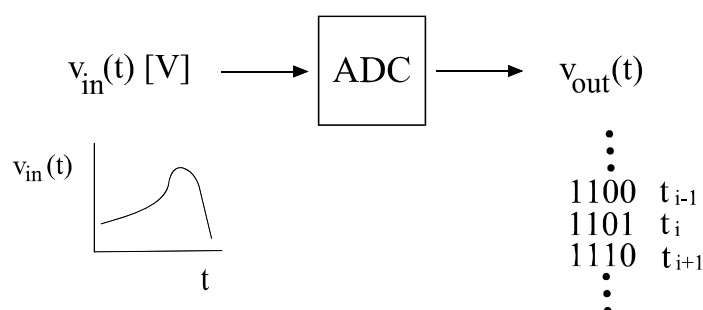 v_in(t) [V] ADC v_out(t)
v_in(t)
t
1100 t_i-1
1101 t_i
1110 t_i+1